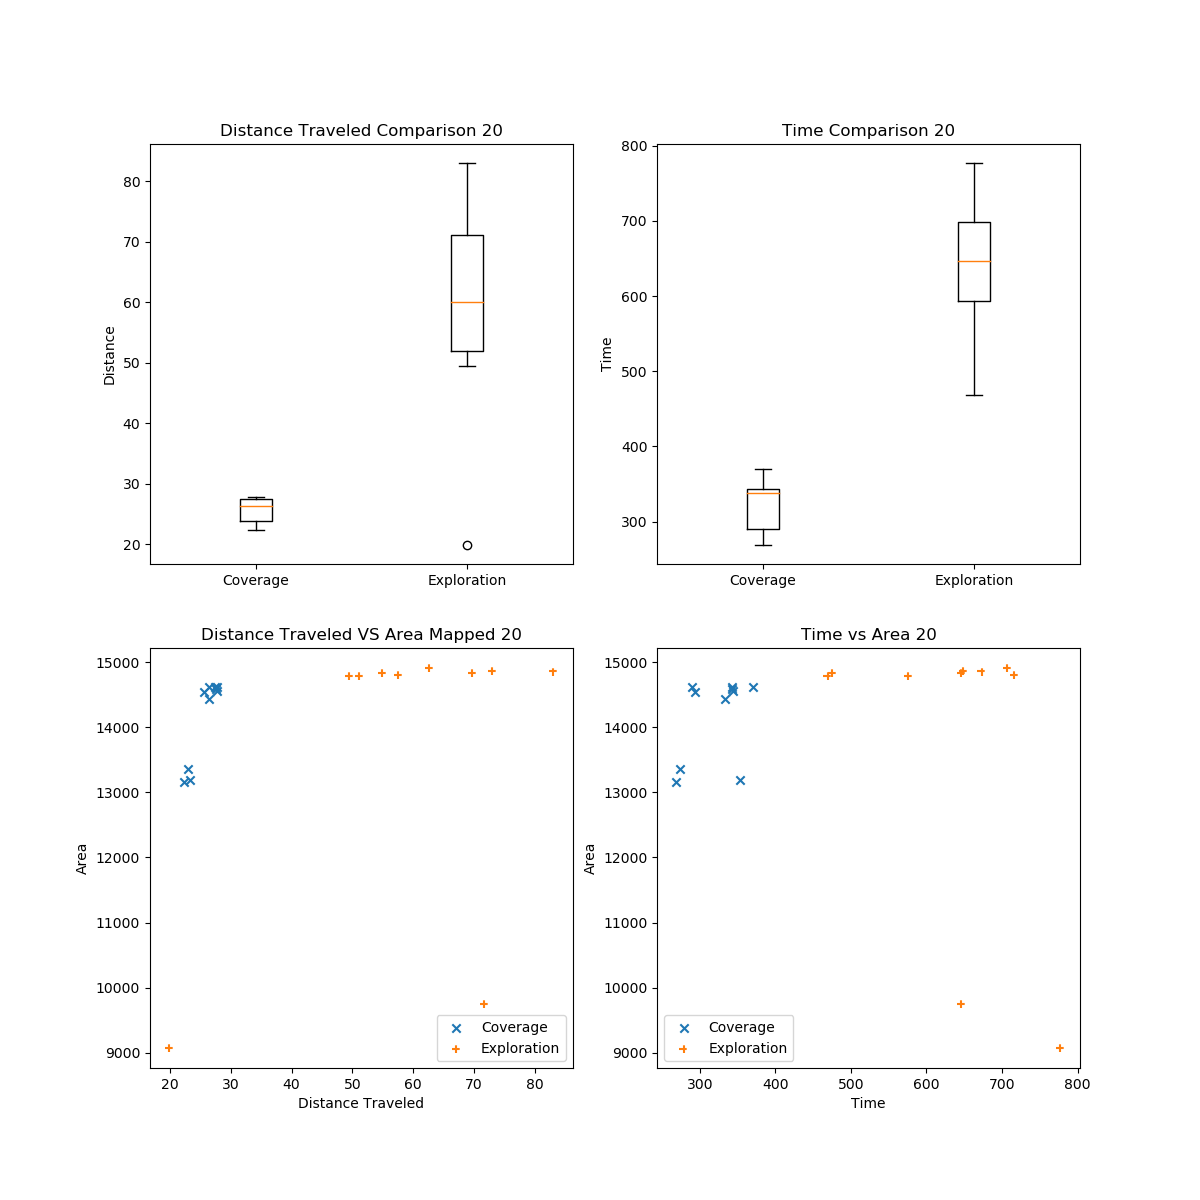 Distance Traveled Comparison 20
Distance
80
70
60
50
40
30
20
Coverage
Exploration
Time Comparison 20
Time
800
700
600
500
400
300
Coverage
Exploration
Distance Traveled VS Area Mapped 20
Area
15000
14000
13000
12000
11000
10000
9000
Coverage
Exploration
20 30 40 50 60 70 80
Distance Traveled
Time vs Area 20
Area
15000
14000
13000
12000
11000
10000
9000
Coverage
Exploration
300 400 500 600 700 800
Time